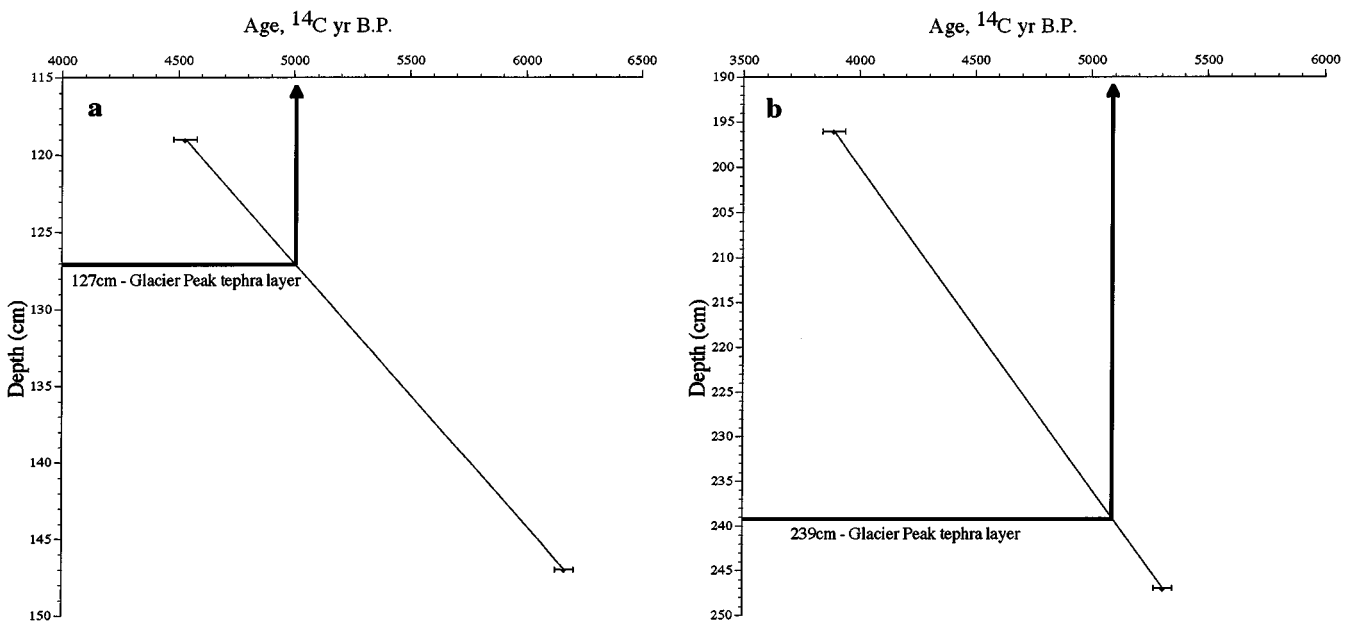 Age, 14C yr B.P.
4000 4500 5000 5500 6000 6500
a
115
120
125
130
135
140
145
150
Depth (cm)
127cm - Glacier Peak tephra layer
Age, 14C yr B.P.
3500 4000 4500 5000 5500 6000
b
190
195
200
205
210
215
220
225
230
235
240
245
250
Depth (cm)
239cm - Glacier Peak tephra layer